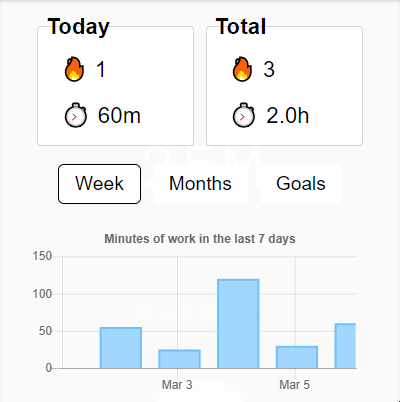 Today
Total
🔥 1
🔥 3
⏱ 60m
⏱ 2.0h
Week
Months
Goals
Minutes of work in the last 7 days
150
100
50
0
Mar 3
Mar 5